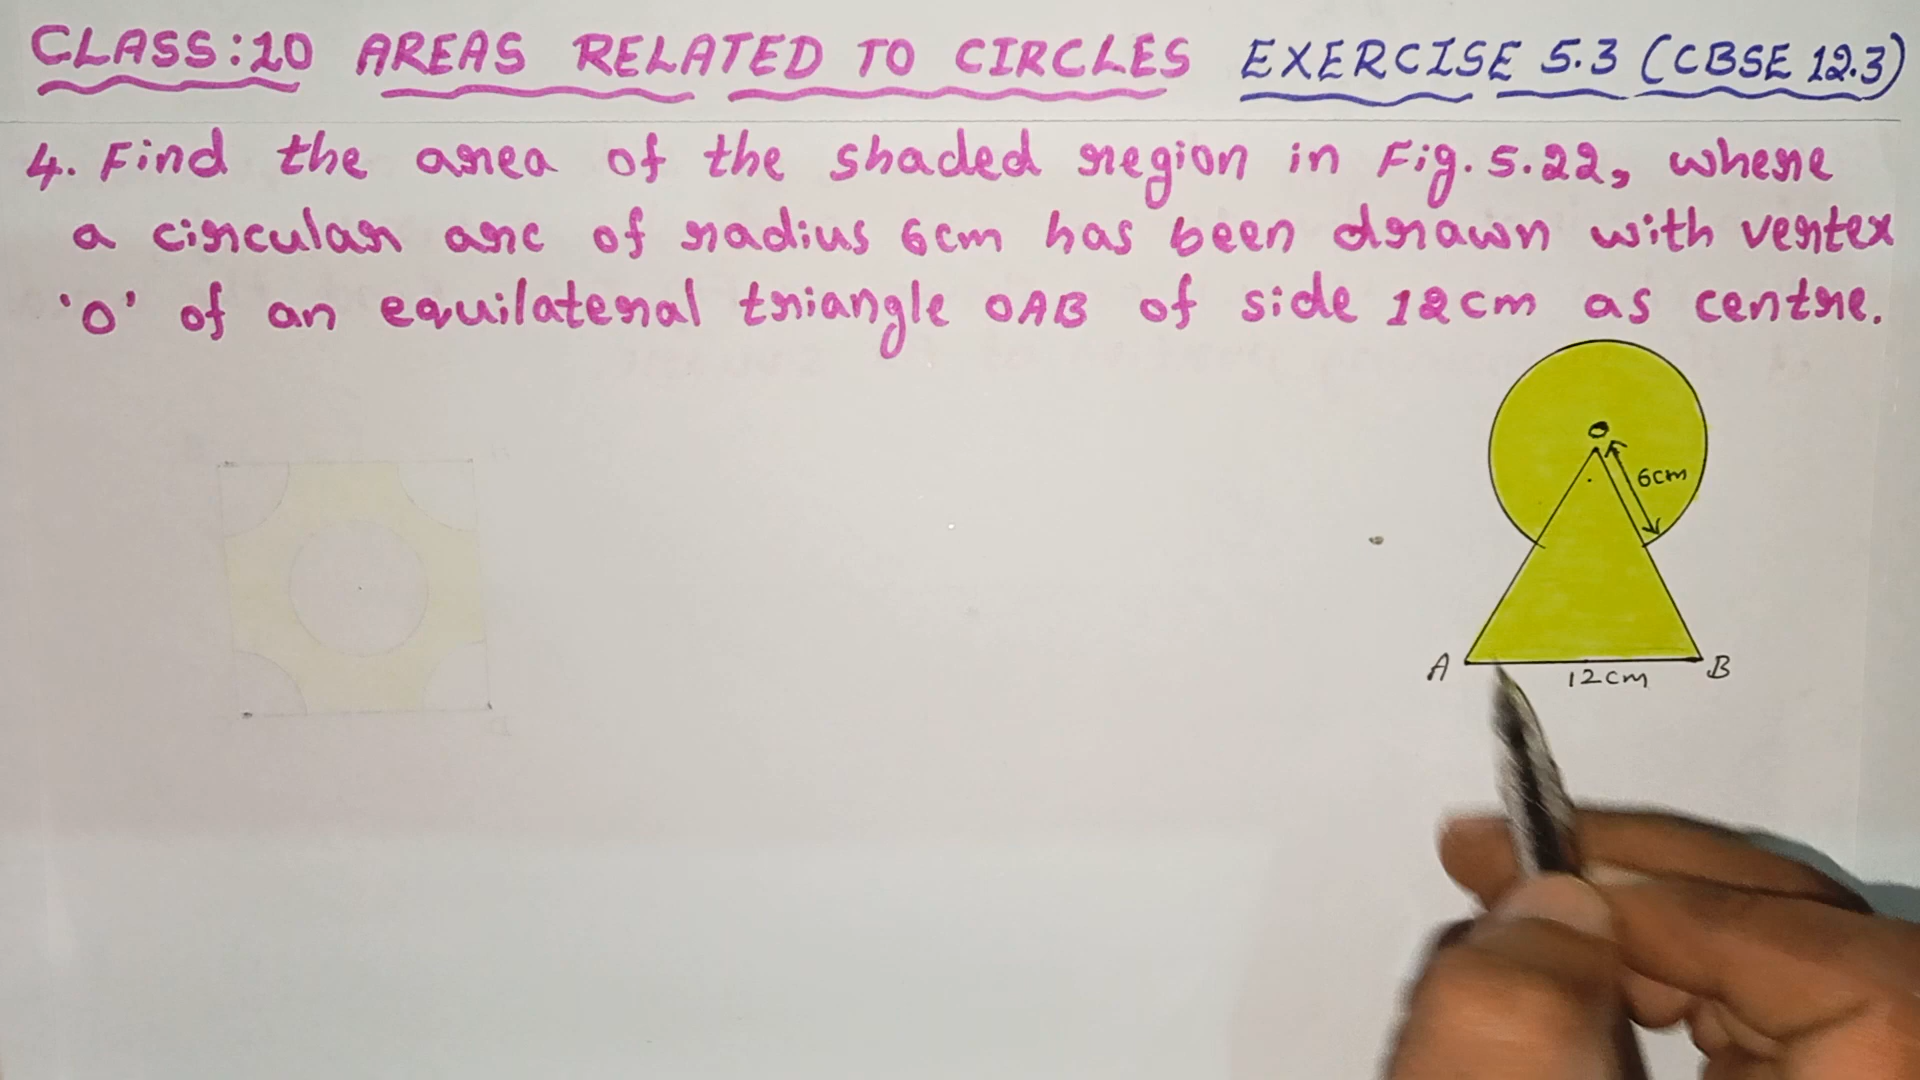 CLASS:10 AREAS RELATED TO CIRCLES EXERCISE 5.3 (CBSE 12.3)
4. Find the area of the shaded region in Fig. 5.22, where
a circular arc of radius 6cm has been drawn with vertex
'O' of an equilateral triangle OAB of side 12cm as centre.
O
6cm
A
B
12cm